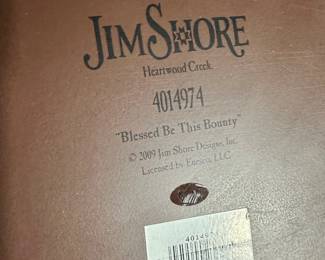 JIM SHORE
Heartwood Creek
4014974
"Blessed Be This Bounty"
© 2009 Jim Shore Designs, Inc.
Licensed by Enesco, LLC